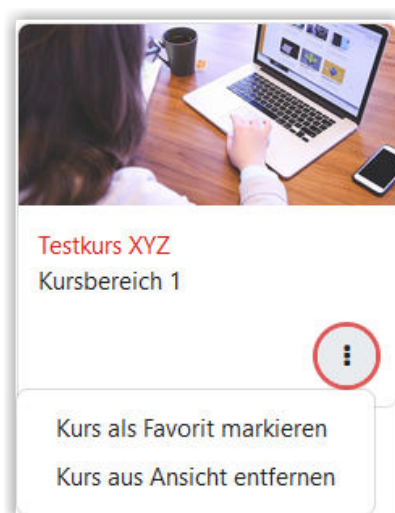 Testkurs XYZ
Kursbereich 1
Kurs als Favorit markieren
Kurs aus Ansicht entfernen